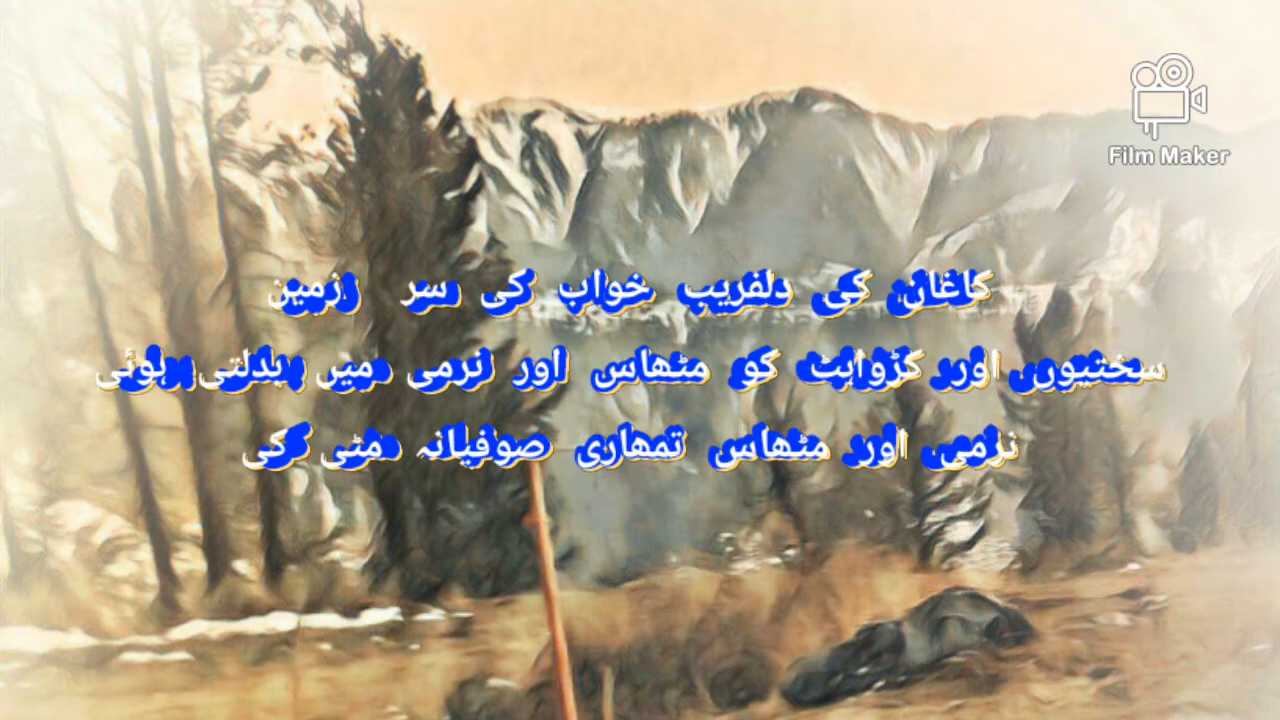 Film Maker
کاغان کی دلفریب خواب کی سر زمین
سختیوں اور کڑواہٹ کو مٹھاس اور نرمی میں بدلتی ہوئی
نرمی اور مٹھاس تمھاری صوفیانہ مٹی کی